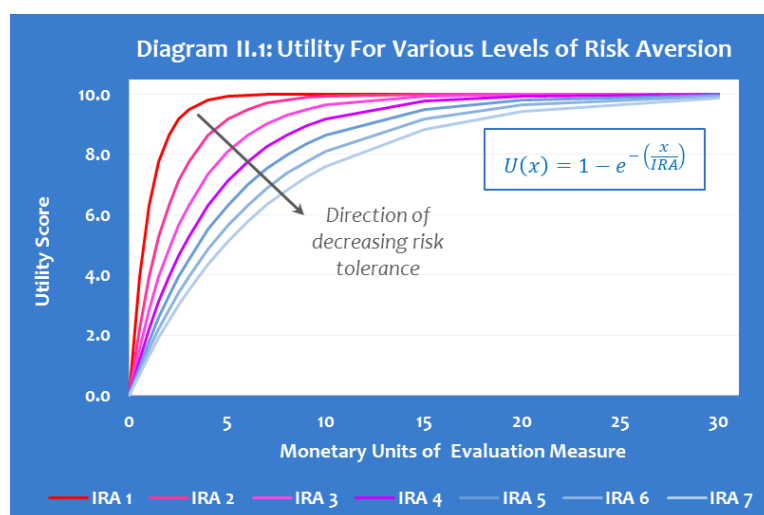 Diagram II.1: Utility For Various Levels of Risk Aversion
10.0
8.0
6.0
4.0
2.0
0.0
Utility Score
U(x) = 1 − e^−(x/IRA)
Direction of
decreasing risk
tolerance
0 5 10 15 20 25 30
Monetary Units of Evaluation Measure
IRA 1 IRA 2 IRA 3 IRA 4 IRA 5 IRA 6 IRA 7